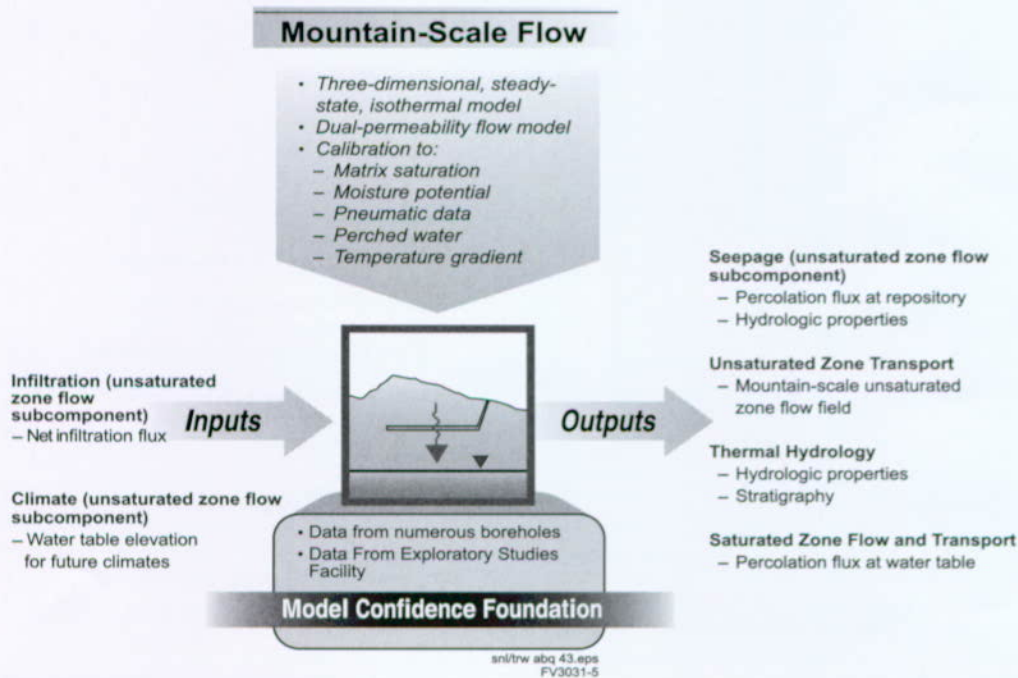 Mountain-Scale Flow
• Three-dimensional, steady-
state, isothermal model
• Dual-permeability flow model
• Calibration to:
– Matrix saturation
– Moisture potential
– Pneumatic data
– Perched water
– Temperature gradient
Infiltration (unsaturated
zone flow
subcomponent)
– Net infiltration flux
Climate (unsaturated zone flow
subcomponent)
– Water table elevation
for future climates
Inputs
Outputs
Seepage (unsaturated zone flow
subcomponent)
– Percolation flux at repository
– Hydrologic properties
Unsaturated Zone Transport
– Mountain-scale unsaturated
zone flow field
Thermal Hydrology
– Hydrologic properties
– Stratigraphy
Saturated Zone Flow and Transport
– Percolation flux at water table
• Data from numerous boreholes
• Data From Exploratory Studies
Facility
Model Confidence Foundation
snl/trw abq 43.eps
FV3031-5